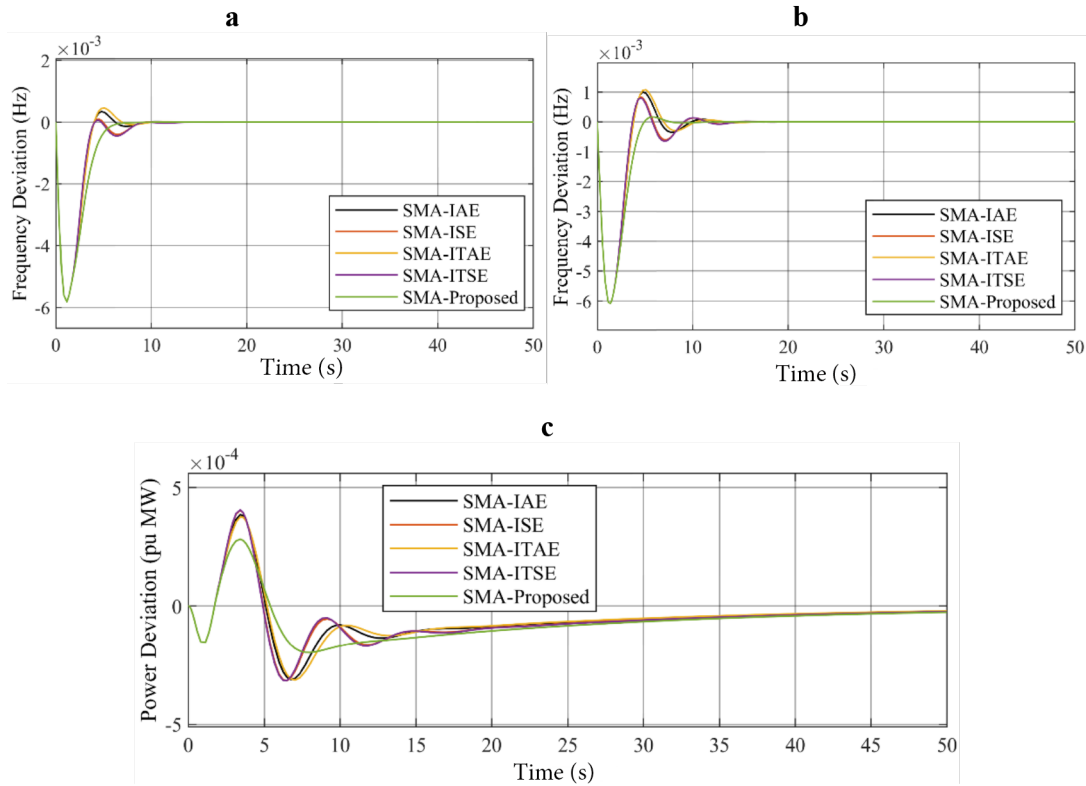 a
×10⁻³
Frequency Deviation (Hz)
2
0
-2
-4
-6
SMA-IAE
SMA-ISE
SMA-ITAE
SMA-ITSE
SMA-Proposed
0 10 20 30 40 50
Time (s)
b
×10⁻³
Frequency Deviation (Hz)
1
0
-1
-2
-3
-4
-5
-6
SMA-IAE
SMA-ISE
SMA-ITAE
SMA-ITSE
SMA-Proposed
0 10 20 30 40 50
Time (s)
c
×10⁻⁴
Power Deviation (pu MW)
5
0
-5
SMA-IAE
SMA-ISE
SMA-ITAE
SMA-ITSE
SMA-Proposed
0 5 10 15 20 25 30 35 40 45 50
Time (s)